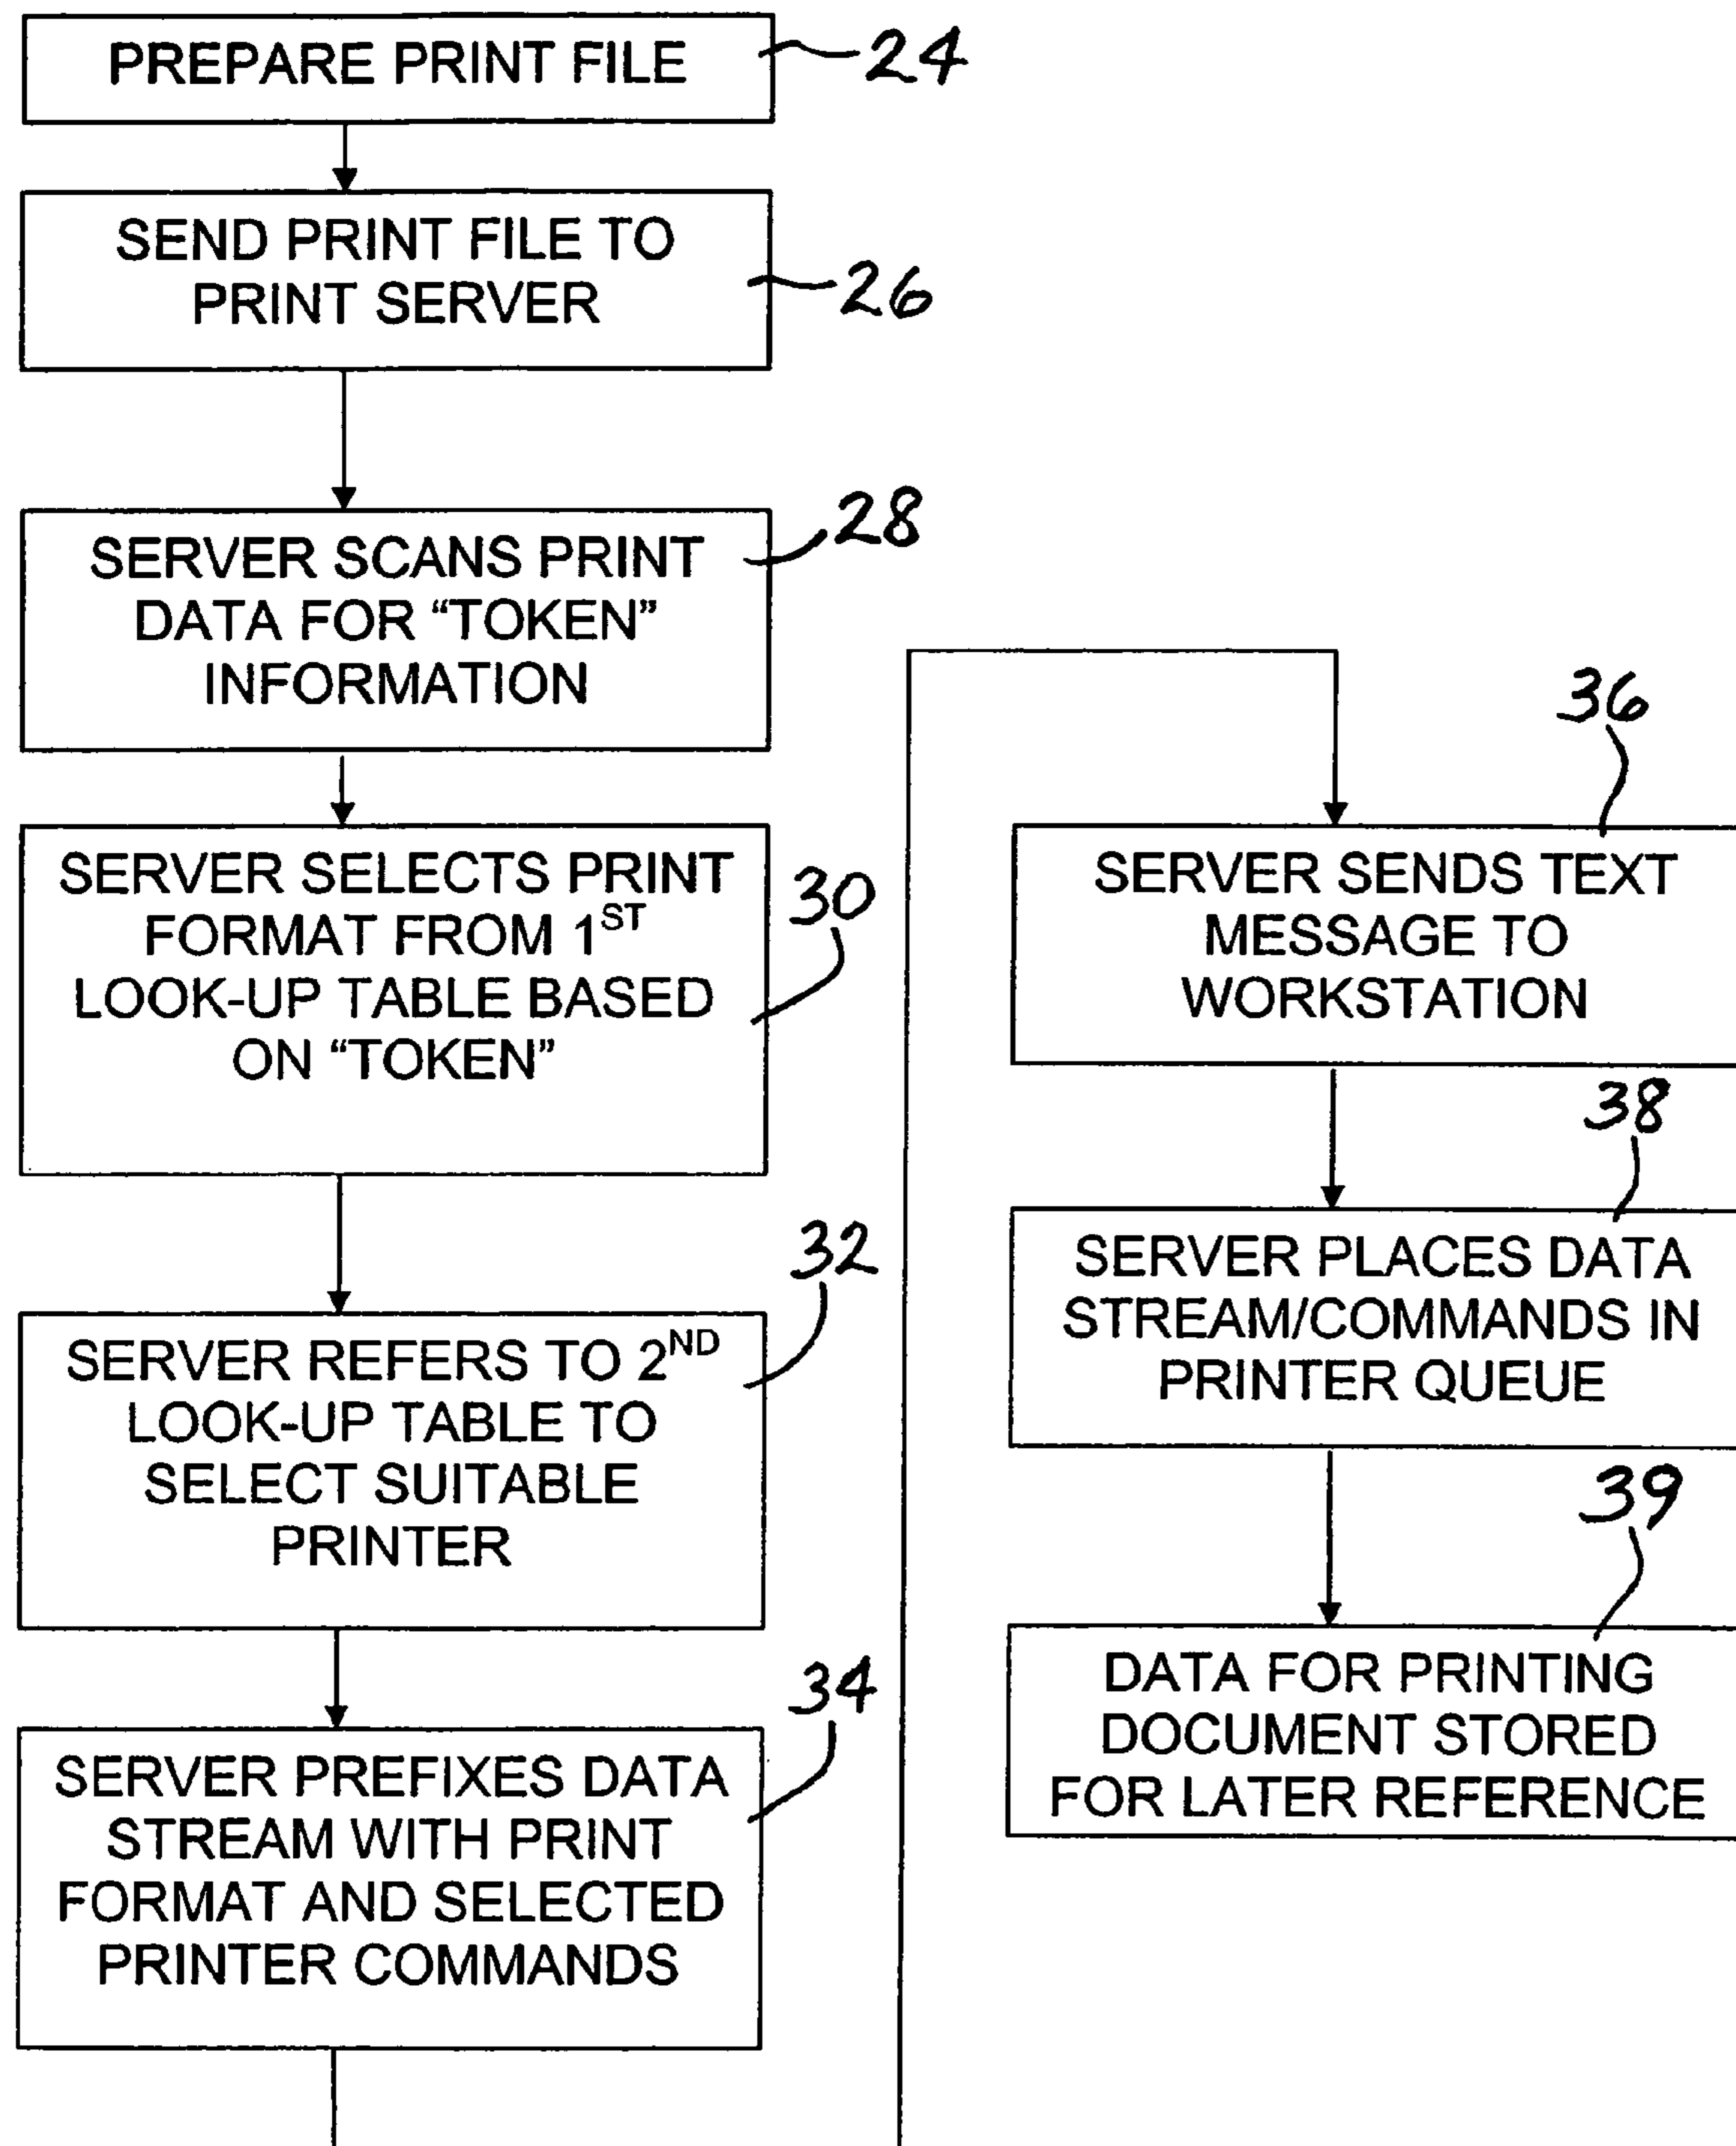 PREPARE PRINT FILE
24
SEND PRINT FILE TO
PRINT SERVER
26
SERVER SCANS PRINT
DATA FOR “TOKEN”
INFORMATION
28
SERVER SELECTS PRINT
FORMAT FROM 1ST
LOOK-UP TABLE BASED
ON “TOKEN”
30
SERVER REFERS TO 2ND
LOOK-UP TABLE TO
SELECT SUITABLE
PRINTER
32
SERVER PREFIXES DATA
STREAM WITH PRINT
FORMAT AND SELECTED
PRINTER COMMANDS
34
36
SERVER SENDS TEXT
MESSAGE TO
WORKSTATION
38
SERVER PLACES DATA
STREAM/COMMANDS IN
PRINTER QUEUE
39
DATA FOR PRINTING
DOCUMENT STORED
FOR LATER REFERENCE